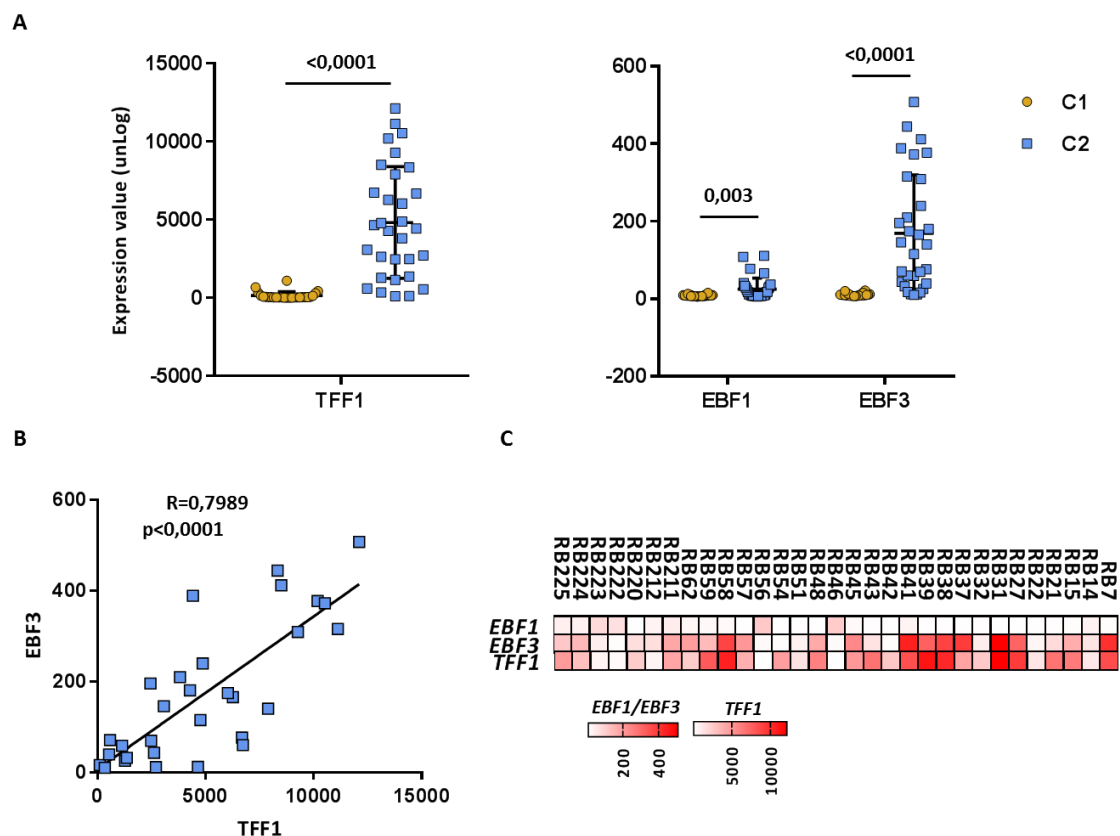 A
Expression value (unLog)
15000
10000
5000
0
-5000
<0,0001
TFF1
600
400
200
0
-200
0,003
<0,0001
EBF1 EBF3
C1
C2
B
EBF3
600
400
200
0
R=0,7989
p<0,0001
0 5000 10000 15000
TFF1
C
RB225 RB224 RB223 RB222 RB220 RB212 RB211 RB62 RB59 RB58 RB57 RB56 RB54 RB51 RB48 RB46 RB45 RB43 RB42 RB41 RB39 RB38 RB37 RB32 RB31 RB27 RB22 RB21 RB15 RB14 RB7
EBF1
EBF3
TFF1
EBF1/EBF3 TFF1
200 400 5000 10000